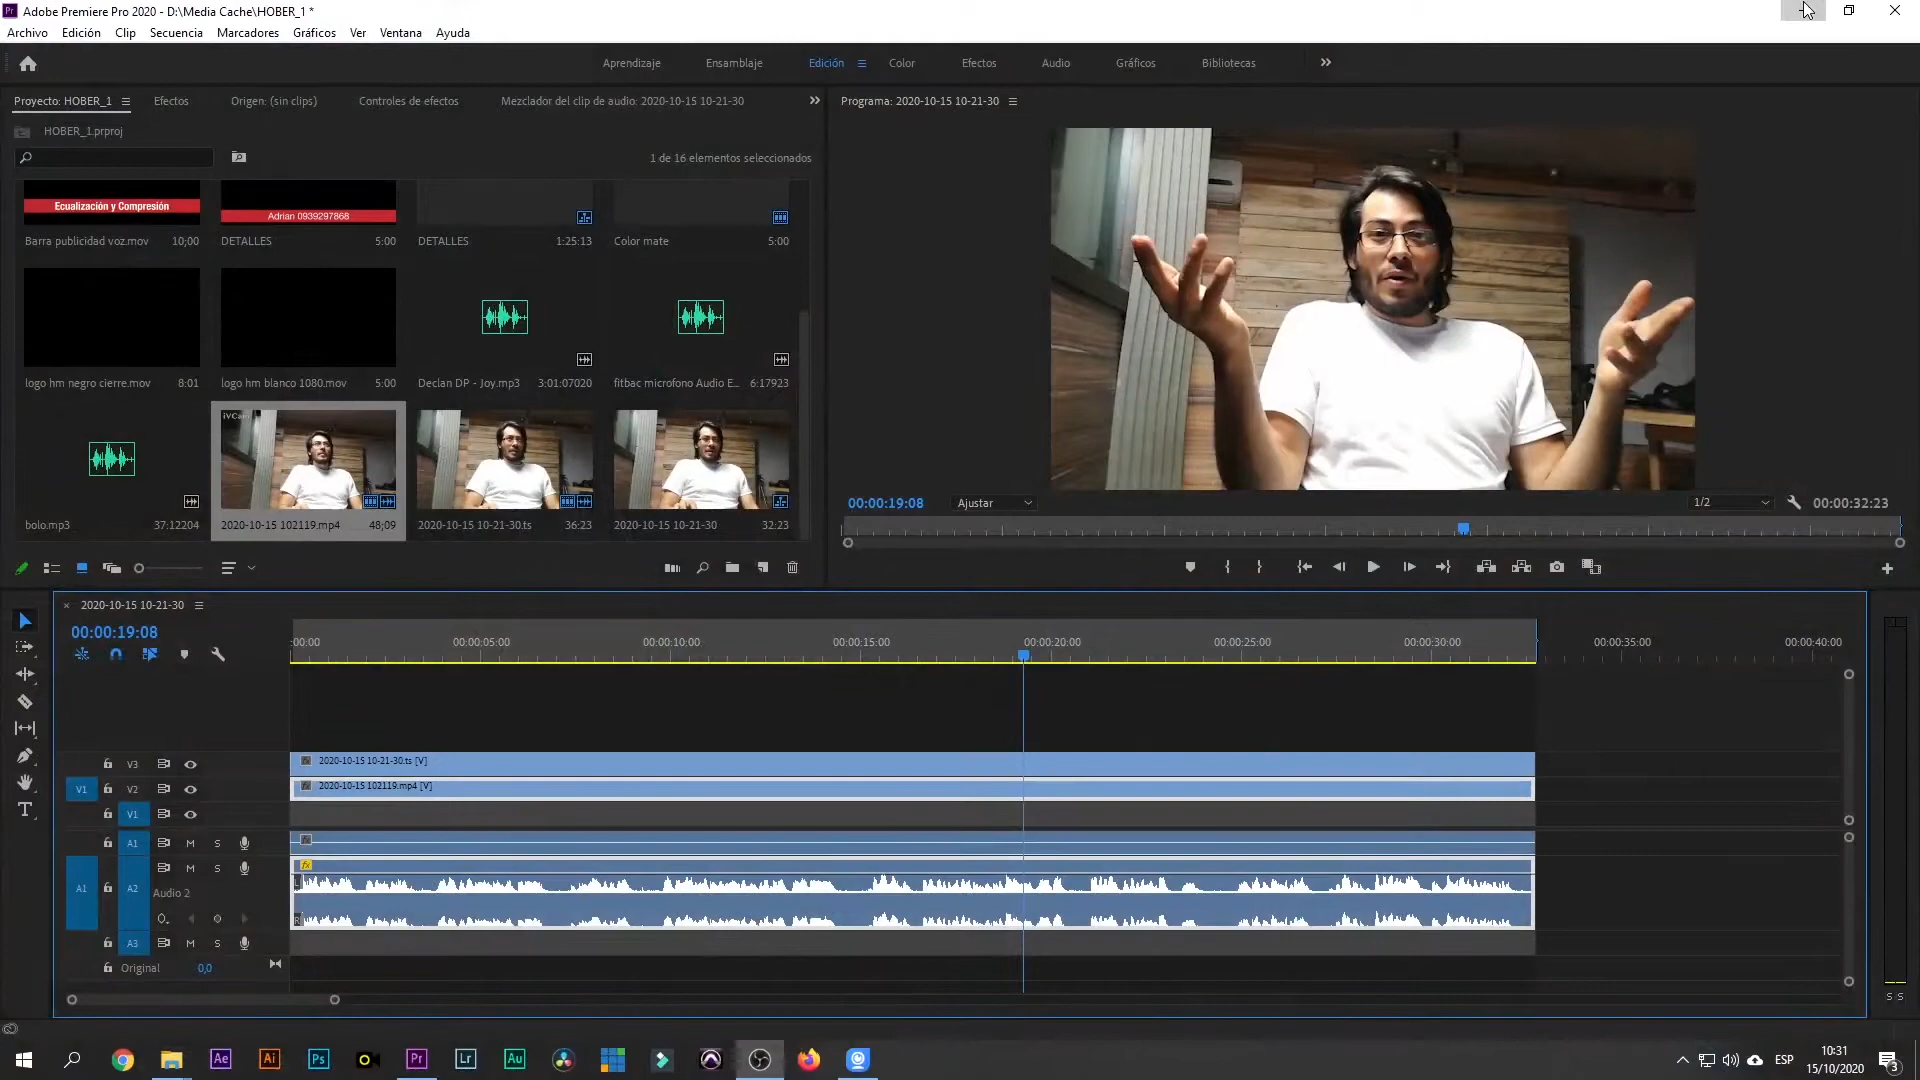 Adobe Premiere Pro 2020 - D:\Media Cache\HOBER_1 *
Archivo Edición Clip Secuencia Marcadores Gráficos Ver Ventana Ayuda
Aprendizaje Ensamblaje Edición Color Efectos Audio Gráficos Bibliotecas
Proyecto: HOBER_1 Efectos Origen: (sin clips) Controles de efectos Mezclador del clip de audio: 2020-10-15 10-21-30
Programa: 2020-10-15 10-21-30
HOBER_1.prproj
1 de 16 elementos seleccionados
Ecualización y Compresión
Adrian 0939297868
Barra publicidad voz.mov 10;00 DETALLES 5:00 DETALLES 1:25:13 Color mate 5:00
logo hm negro cierre.mov 8:01 logo hm blanco 1080.mov 5:00 Declan DP - Joy.mp3 3:01:07020 fitbac microfono Audio E... 6:17923
iVCam
bolo.mp3 37:12204 2020-10-15 102119.mp4 48;09 2020-10-15 10-21-30.ts 36:23 2020-10-15 10-21-30 32:23
00:00:19:08 Ajustar 1/2 00:00:32:23
2020-10-15 10-21-30
00:00:19:08
:00:00 00:00:05:00 00:00:10:00 00:00:15:00 00:00:20:00 00:00:25:00 00:00:30:00 00:00:35:00 00:00:40:00
V3 2020-10-15 10-21-30.ts [V]
V1 V2 2020-10-15 102119.mp4 [V]
V1
A1 M S
fx
M S
A1 A2
Audio 2
L
R
A3 M S
Original 0,0
S S
Ae Ai Ps Pr Lr Au
ESP
10:31
15/10/2020
3